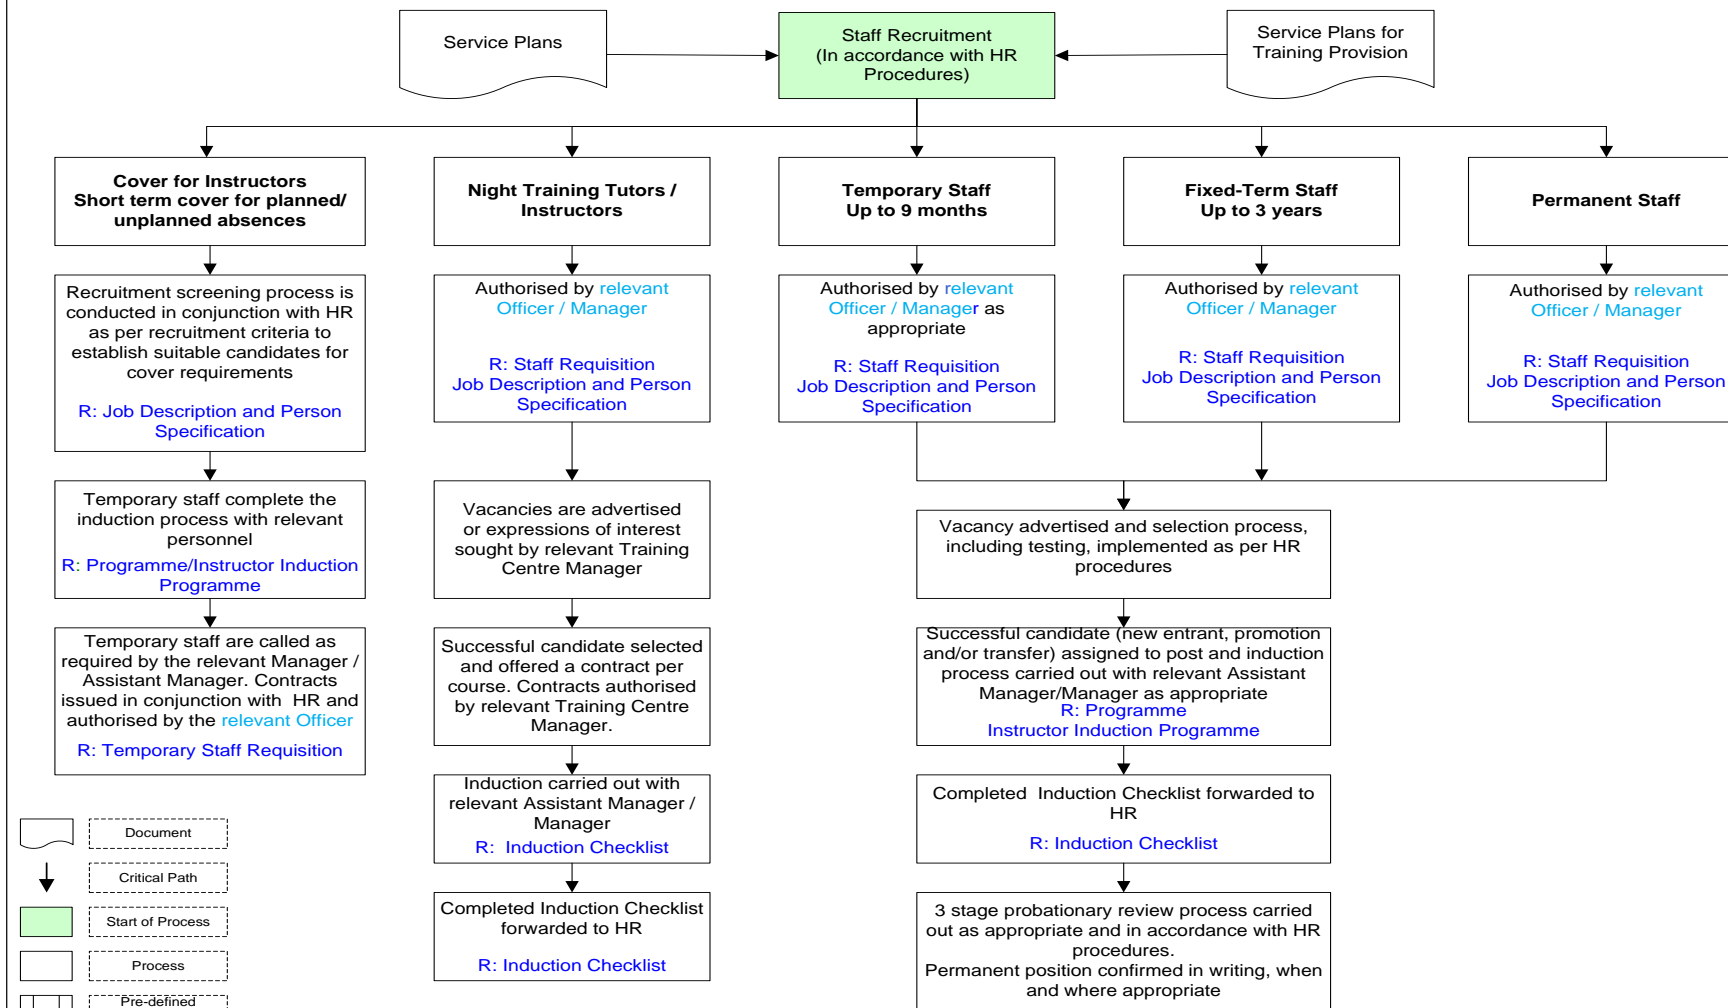 Service Plans
Staff Recruitment
(In accordance with HR
Procedures)
Service Plans for
Training Provision
Cover for Instructors
Short term cover for planned/
unplanned absences
Night Training Tutors /
Instructors
Temporary Staff
Up to 9 months
Fixed-Term Staff
Up to 3 years
Permanent Staff
Recruitment screening process is
conducted in conjunction with HR
as per recruitment criteria to
establish suitable candidates for
cover requirements
R: Job Description and Person
Specification
Authorised by relevant
Officer / Manager
R: Staff Requisition
Job Description and Person
Specification
Authorised by relevant
Officer / Manager as
appropriate
R: Staff Requisition
Job Description and Person
Specification
Authorised by relevant
Officer / Manager
R: Staff Requisition
Job Description and Person
Specification
Authorised by relevant
Officer / Manager
R: Staff Requisition
Job Description and Person
Specification
Temporary staff complete the
induction process with relevant
personnel
R: Programme/Instructor Induction
Programme
Vacancies are advertised
or expressions of interest
sought by relevant Training
Centre Manager
Vacancy advertised and selection process,
including testing, implemented as per HR
procedures
Temporary staff are called as
required by the relevant Manager /
Assistant Manager. Contracts
issued in conjunction with  HR and
authorised by the relevant Officer
R: Temporary Staff Requisition
Successful candidate selected
and offered a contract per
course. Contracts authorised
by relevant Training Centre
Manager.
Successful candidate (new entrant, promotion
and/or transfer) assigned to post and induction
process carried out with relevant Assistant
Manager/Manager as appropriate
R: Programme
Instructor Induction Programme
Induction carried out with
relevant Assistant Manager /
Manager
R:  Induction Checklist
Completed  Induction Checklist forwarded to
HR
R: Induction Checklist
Completed Induction Checklist
forwarded to HR
R: Induction Checklist
3 stage probationary review process carried
out as appropriate and in accordance with HR
procedures.
Permanent position confirmed in writing, when
and where appropriate
Document
Critical Path
Start of Process
Process
Pre-defined